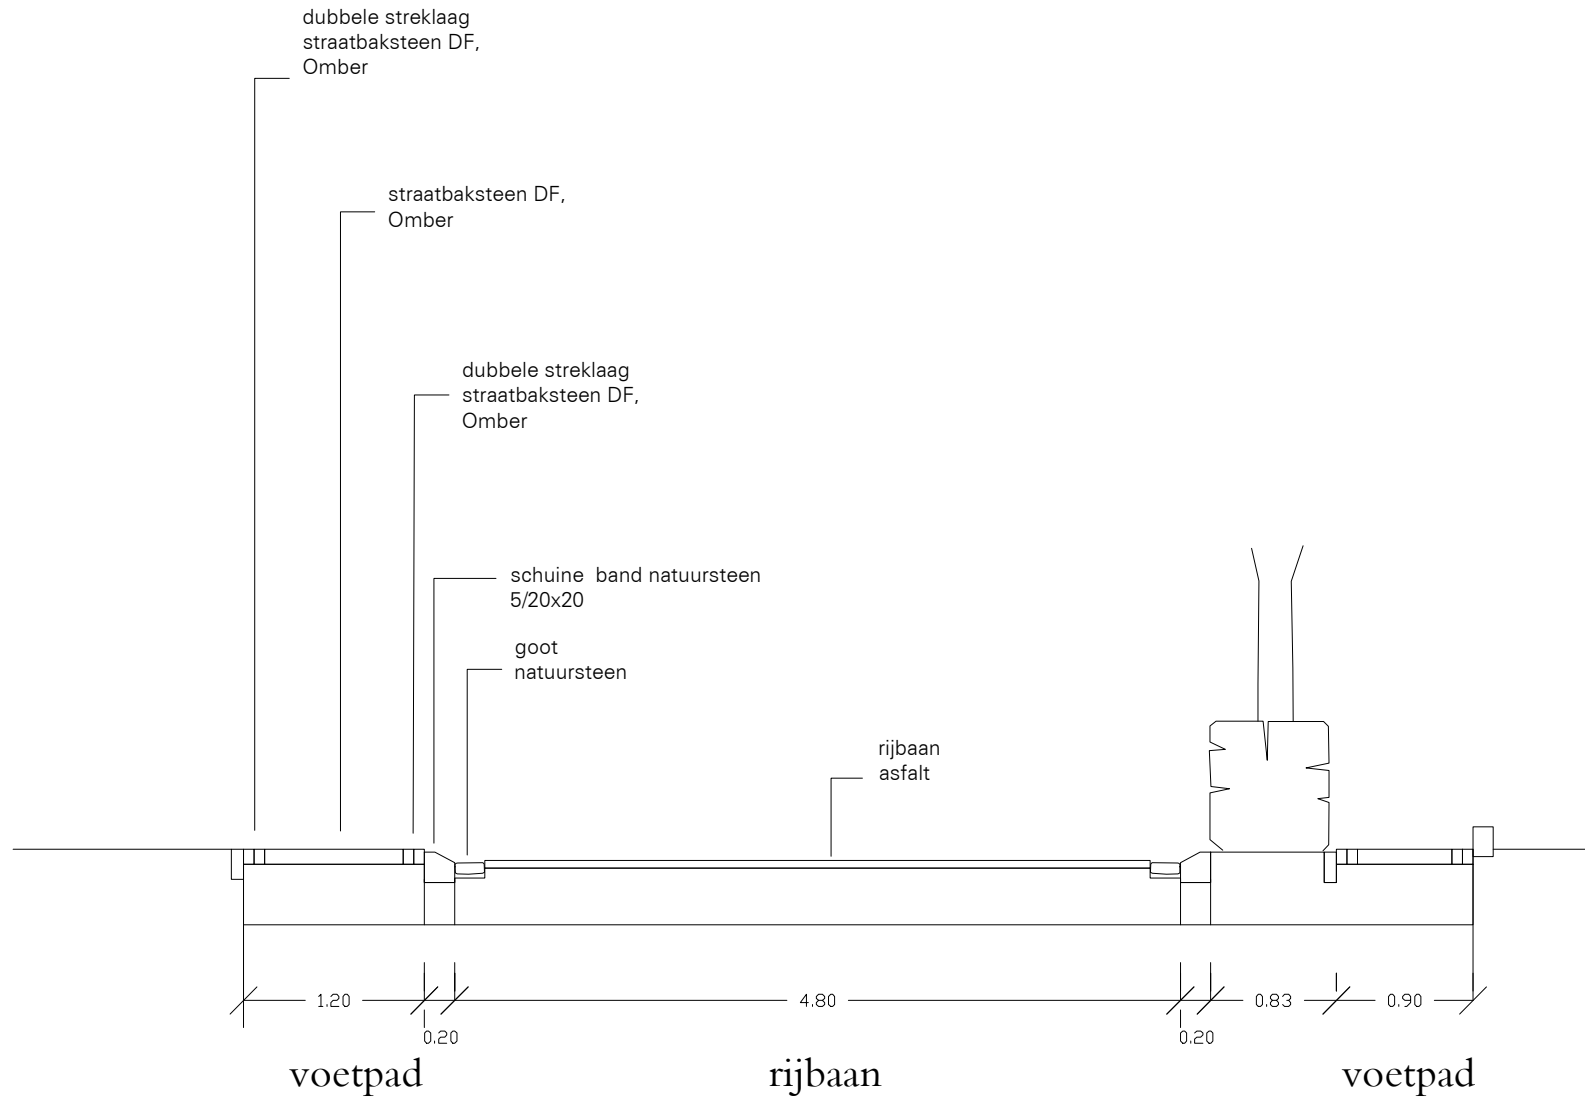 dubbele streklaag
straatbaksteen DF,
Omber
straatbaksteen DF,
Omber
dubbele streklaag
straatbaksteen DF,
Omber
schuine  band natuursteen
5/20x20
goot
natuursteen
rijbaan
asfalt
1.20
4.80
0.83
0.90
0.20
0.20
voetpad
rijbaan
voetpad